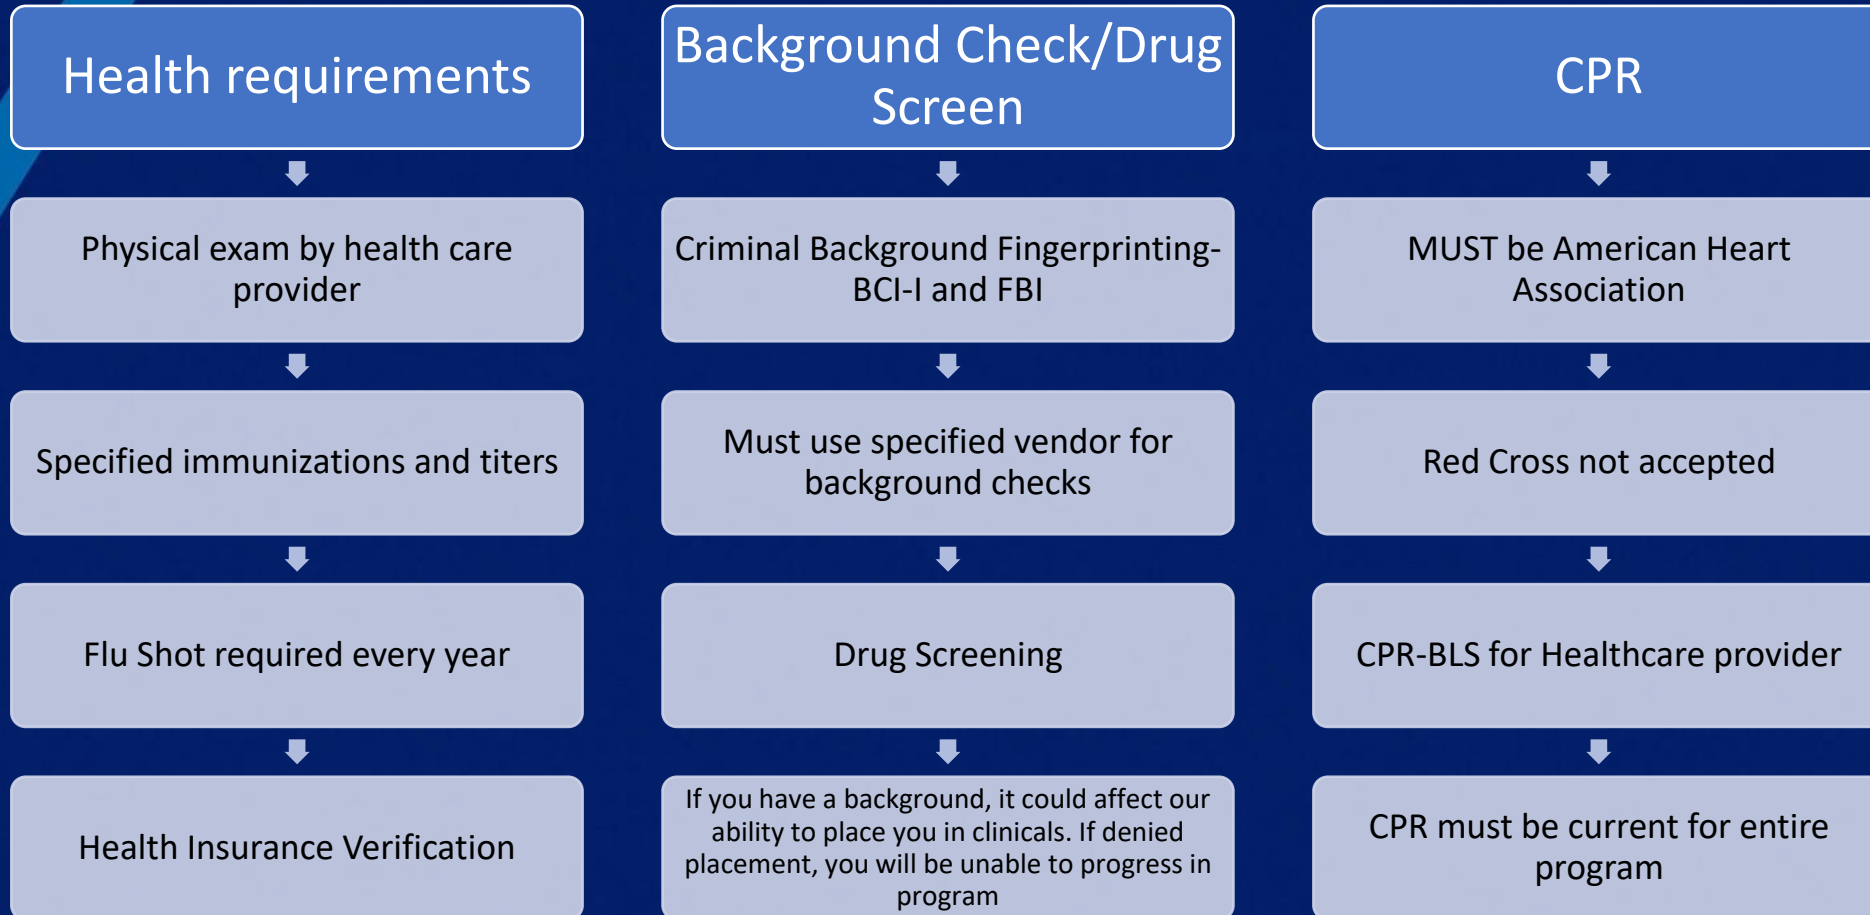 Health requirements
Physical exam by health care
provider
Specified immunizations and titers
Flu Shot required every year
Health Insurance Verification
Background Check/Drug
Screen
Criminal Background Fingerprinting-
BCI-I and FBI
Must use specified vendor for
background checks
Drug Screening
If you have a background, it could affect our
ability to place you in clinicals. If denied
placement, you will be unable to progress in
program
CPR
MUST be American Heart
Association
Red Cross not accepted
CPR-BLS for Healthcare provider
CPR must be current for entire
program